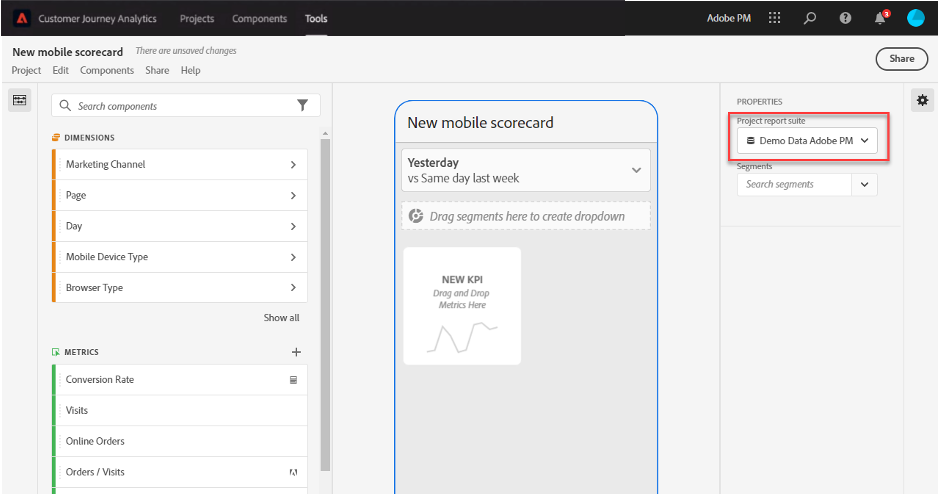 Customer Journey Analytics Projects Components Tools Adobe PM 3
New mobile scorecard There are unsaved changes
Project Edit Components Share Help
Share
Search components
DIMENSIONS
Marketing Channel
Page
Day
Mobile Device Type
Browser Type
Show all
METRICS
Conversion Rate
Visits
Online Orders
Orders / Visits
New mobile scorecard
Yesterday
vs Same day last week
Drag segments here to create dropdown
NEW KPI
Drag and Drop
Metrics Here
PROPERTIES
Project report suite
Demo Data Adobe PM
Segments
Search segments